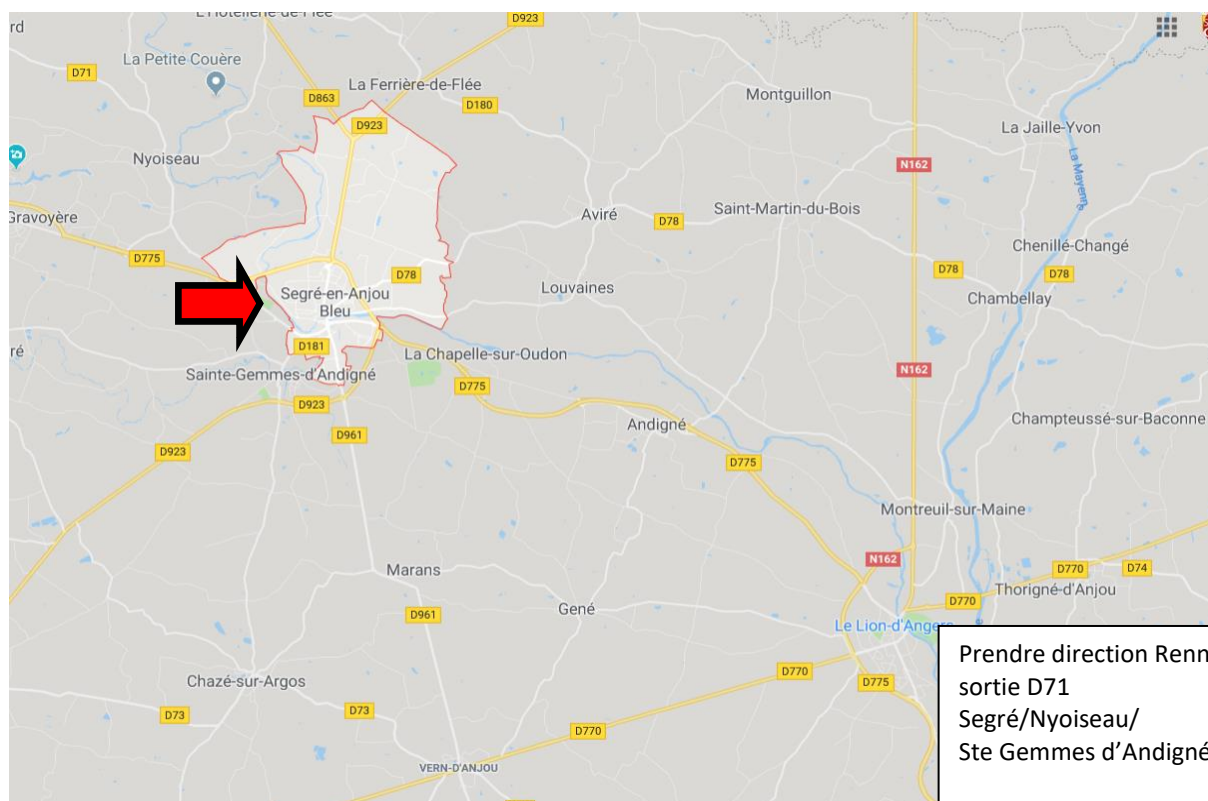 D923
rd
La Petite Couère
D71
La Ferrière-de-Flée
D863
D180
Montguillon
D923
La Jaille-Yvon
Nyoiseau
N162
La Mayenne
Gravoyère
Aviré
D78
Saint-Martin-du-Bois
Chenillé-Changé
D775
D78
D78
D78
Segré-en-Anjou
Bleu
Louvaines
Chambellay
D181
ré
La Chapelle-sur-Oudon
Sainte-Gemmes-d'Andigné
N162
D775
D923
Champteussé-sur-Baconne
Andigné
D961
D923
D775
Montreuil-sur-Maine
N162
Marans
D770
D74
Thorigné-d'Anjou
D770
Gené
D961
Le Lion-d'Angers
Prendre direction Renn
sortie D71
Segré/Nyoiseau/
Ste Gemmes d'Andigné
D770
Chazé-sur-Argos
D775
D73
D73
D770
VERN-D'ANJOU